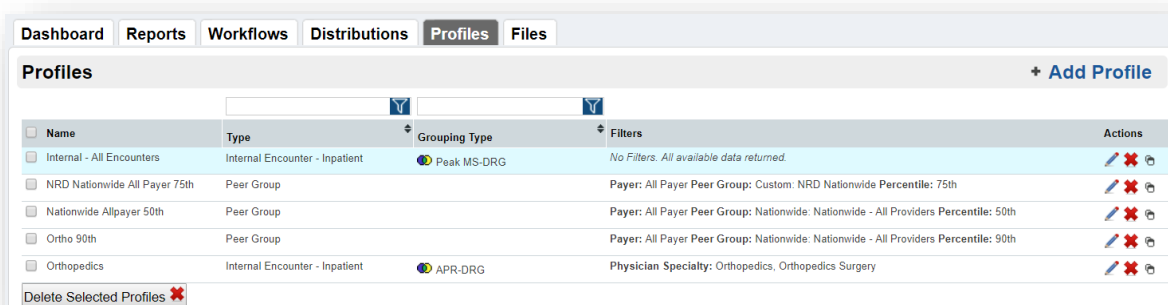 Dashboard Reports Workflows Distributions Profiles Files
Profiles + Add Profile
Name Type Grouping Type Filters Actions
Internal - All Encounters Internal Encounter - Inpatient Peak MS-DRG No Filters. All available data returned.
NRD Nationwide All Payer 75th Peer Group Payer: All Payer Peer Group: Custom: NRD Nationwide Percentile: 75th
Nationwide Allpayer 50th Peer Group Payer: All Payer Peer Group: Nationwide: Nationwide - All Providers Percentile: 50th
Ortho 90th Peer Group Payer: All Payer Peer Group: Nationwide: Nationwide - All Providers Percentile: 90th
Orthopedics Internal Encounter - Inpatient APR-DRG Physician Specialty: Orthopedics, Orthopedics Surgery
Delete Selected Profiles